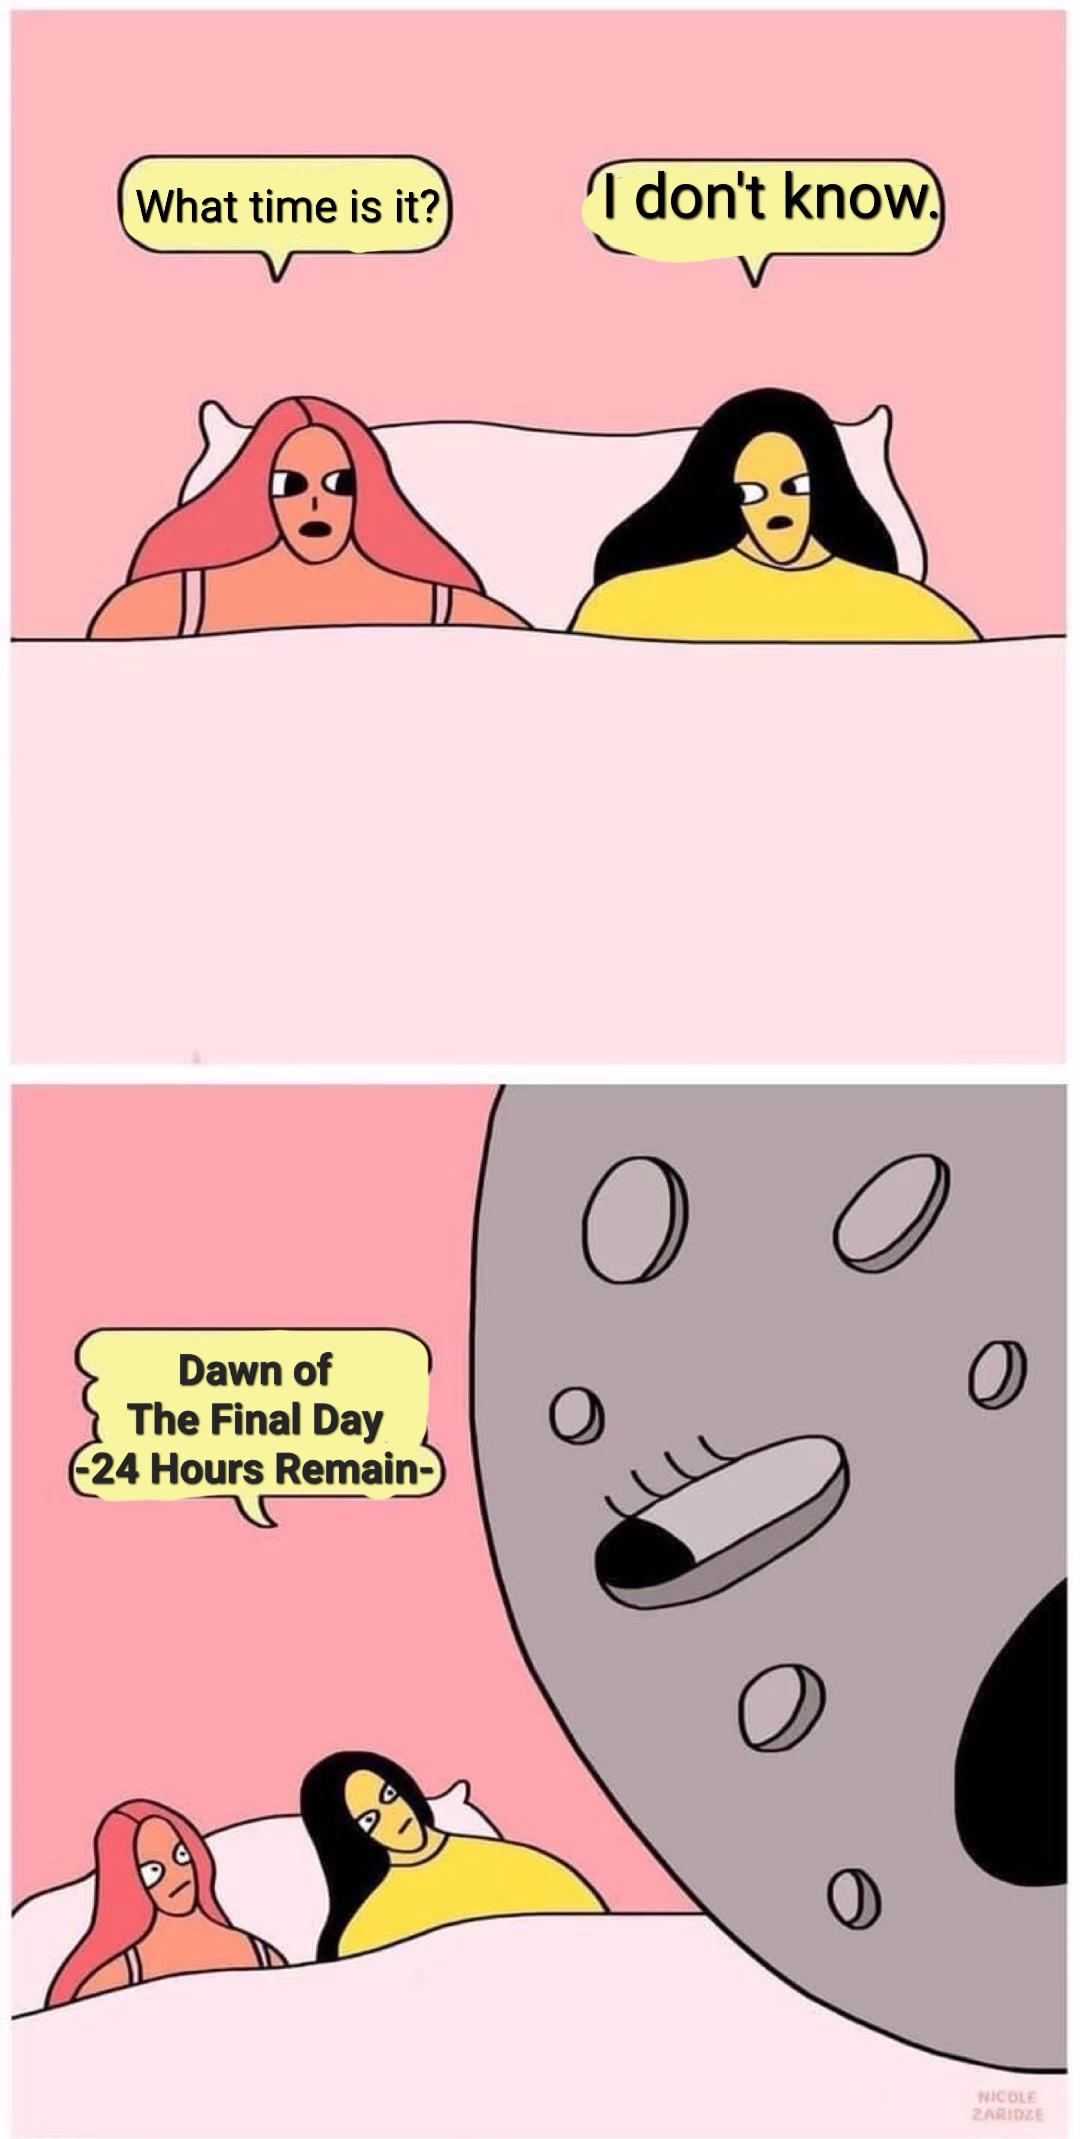 What time is it?
I don't know.
Dawn of
The Final Day
-24 Hours Remain-
NICOLE
ZARIDZE